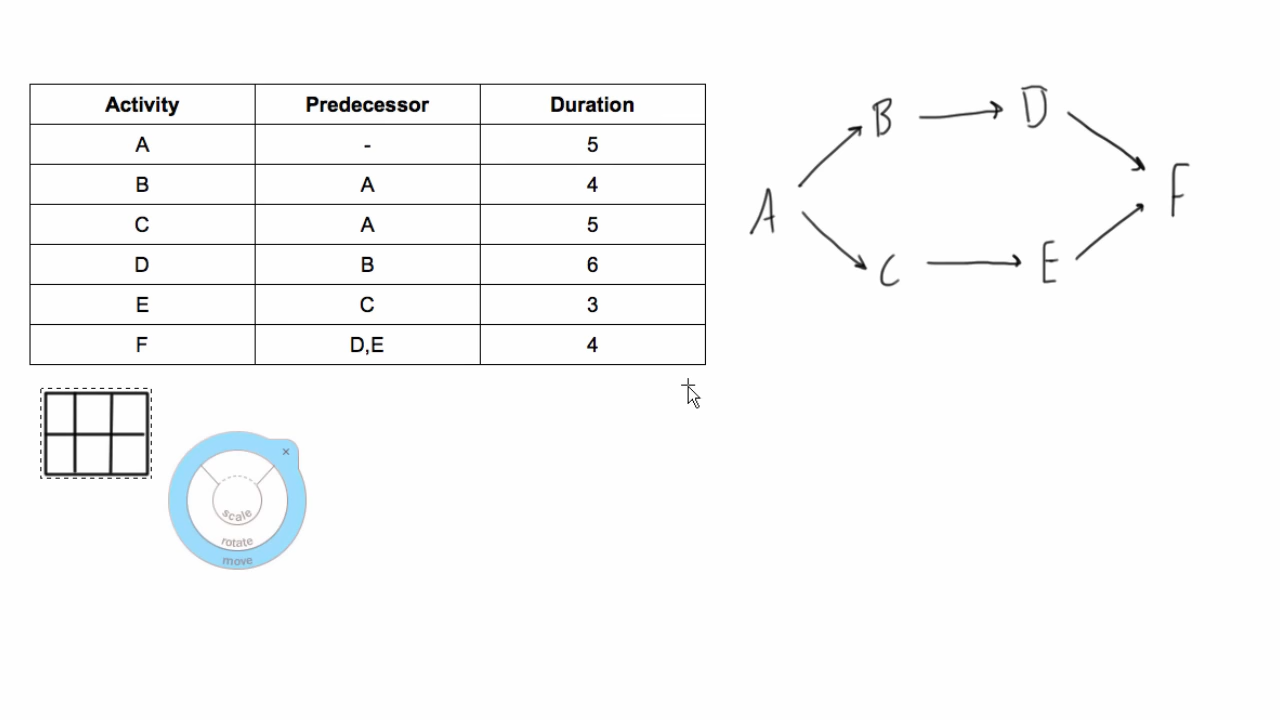 Activity Predecessor Duration
A - 5
B A 4
C A 5
D B 6
E C 3
F D,E 4
B D
A F
C E
×
scale
rotate
move